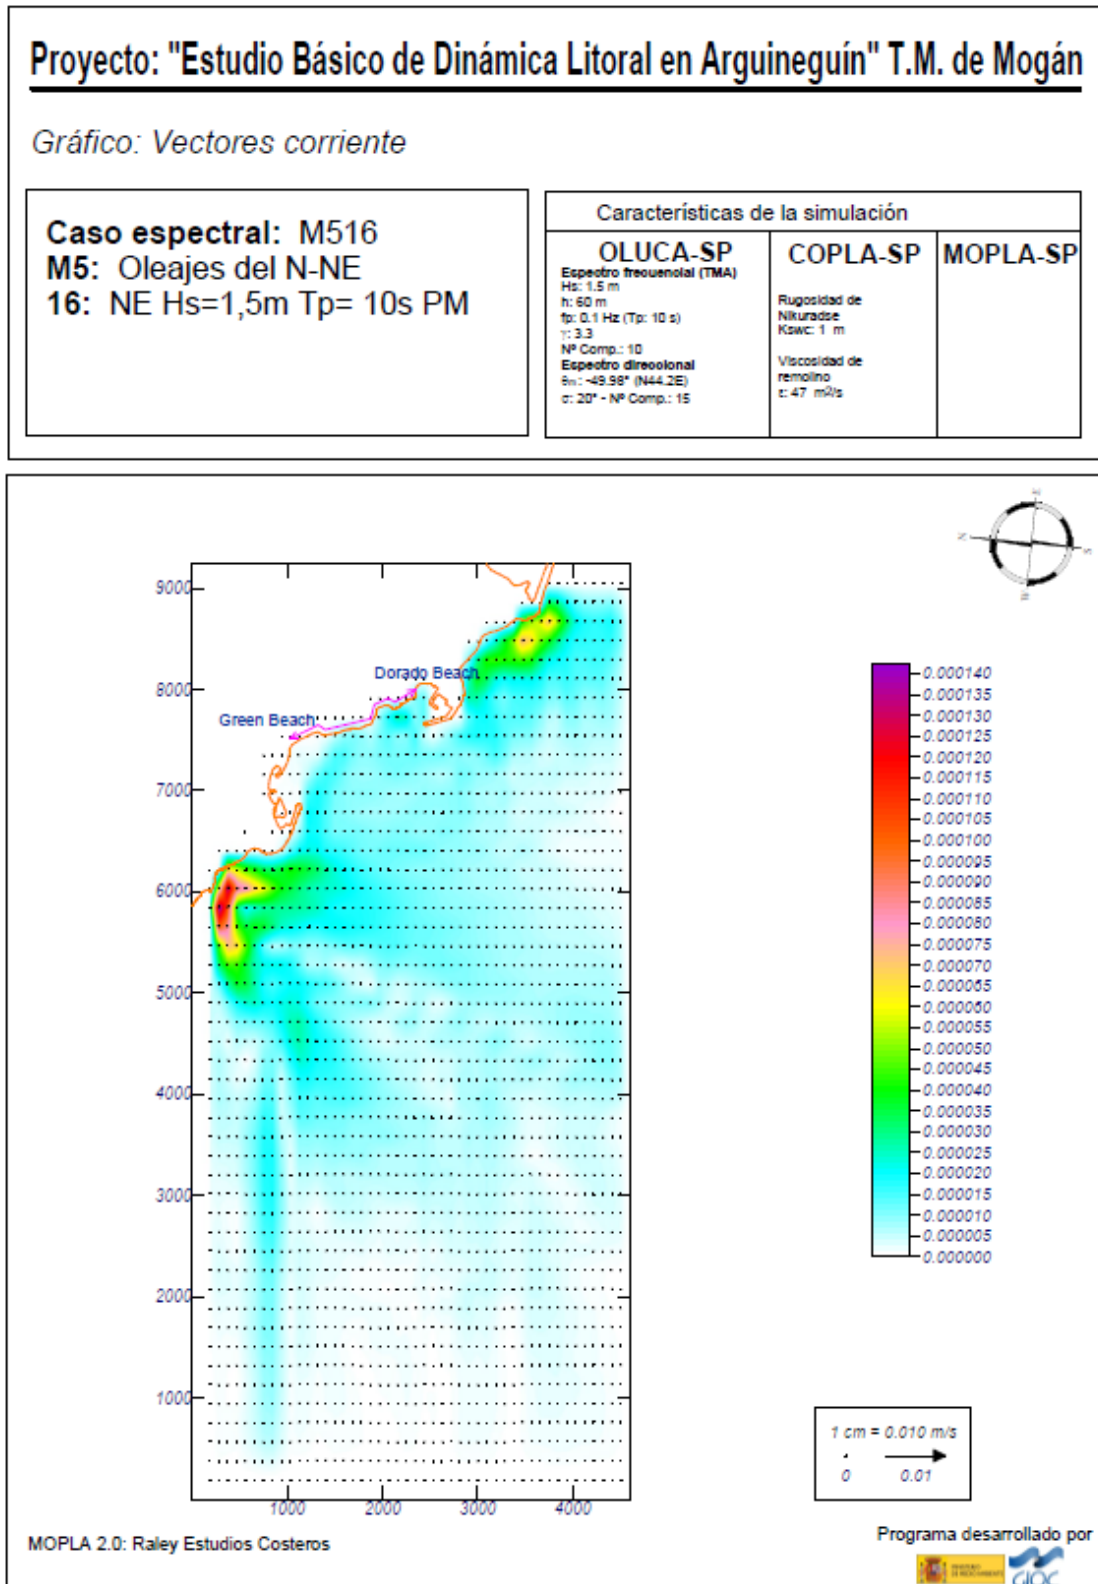 Proyecto: "Estudio Básico de Dinámica Litoral en Arguineguín" T.M. de Mogán
Gráfico: Vectores corriente
Caso espectral: M516
M5: Oleajes del N-NE
16: NE Hs=1,5m Tp= 10s PM
Características de la simulación
OLUCA-SP
Espectro frecuencial (TMA)
Hs: 1.5 m
h: 60 m
fp: 0.1 Hz (Tp: 10 s)
γ: 3.3
Nº Comp.: 10
Espectro direccional
θm: -49.98° (N44.2E)
σ: 20° - Nº Comp.: 15
COPLA-SP
Rugosidad de
Nikuradse
Kswc: 1 m
Viscosidad de
remolino
ε: 47 m2/s
MOPLA-SP
N
S
9000
8000
7000
6000
5000
4000
3000
2000
1000
Dorado Beach
Green Beach
1000
2000
3000
4000
0.000140
0.000135
0.000130
0.000125
0.000120
0.000115
0.000110
0.000105
0.000100
0.000095
0.000090
0.000085
0.000080
0.000075
0.000070
0.000065
0.000060
0.000055
0.000050
0.000045
0.000040
0.000035
0.000030
0.000025
0.000020
0.000015
0.000010
0.000005
0.000000
1 cm = 0.010 m/s
0
0.01
MOPLA 2.0: Raley Estudios Costeros
Programa desarrollado por
GIOC